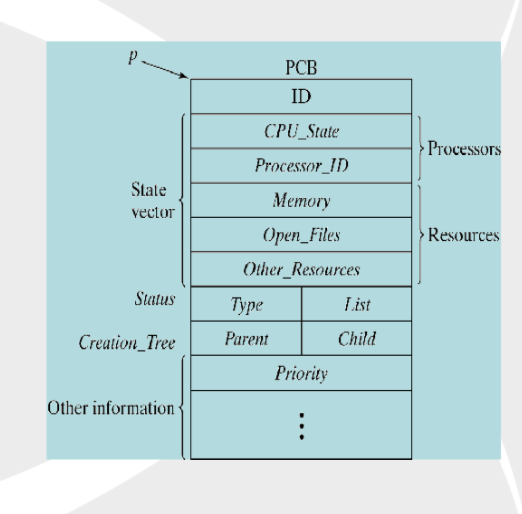 p
PCB
ID
CPU_State
Processor_ID
Processors
State
vector
Memory
Open_Files
Resources
Other_Resources
Status
Type
List
Creation_Tree
Parent
Child
Priority
Other information